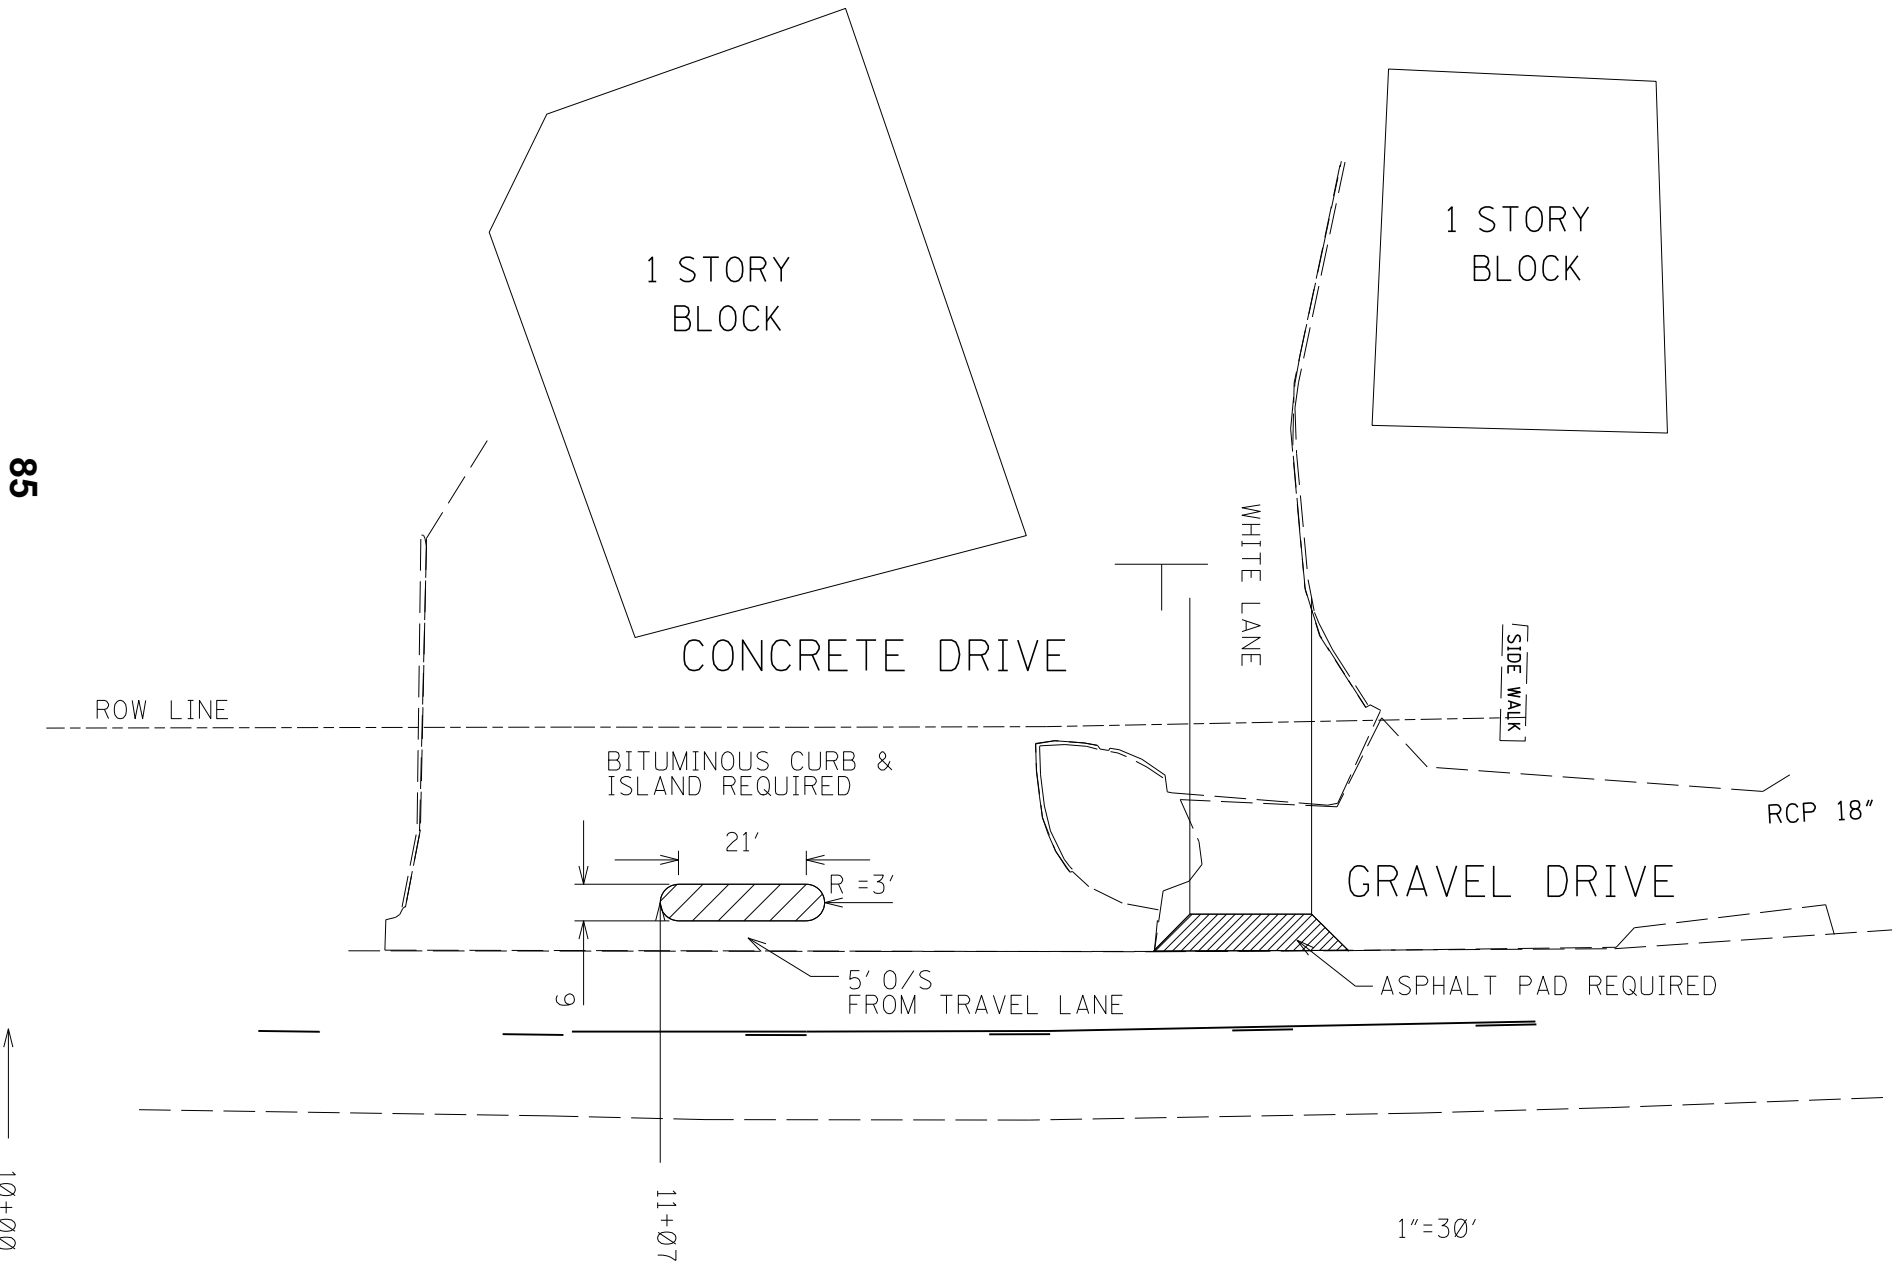 1 STORY
BLOCK
1 STORY
BLOCK
85
WHITE LANE
SIDE WALK
CONCRETE DRIVE
ROW LINE
BITUMINOUS CURB &
ISLAND REQUIRED
RCP 18"
21'
R =3'
GRAVEL DRIVE
6
5' O/S
FROM TRAVEL LANE
ASPHALT PAD REQUIRED
10+00
11+07
1"=30'